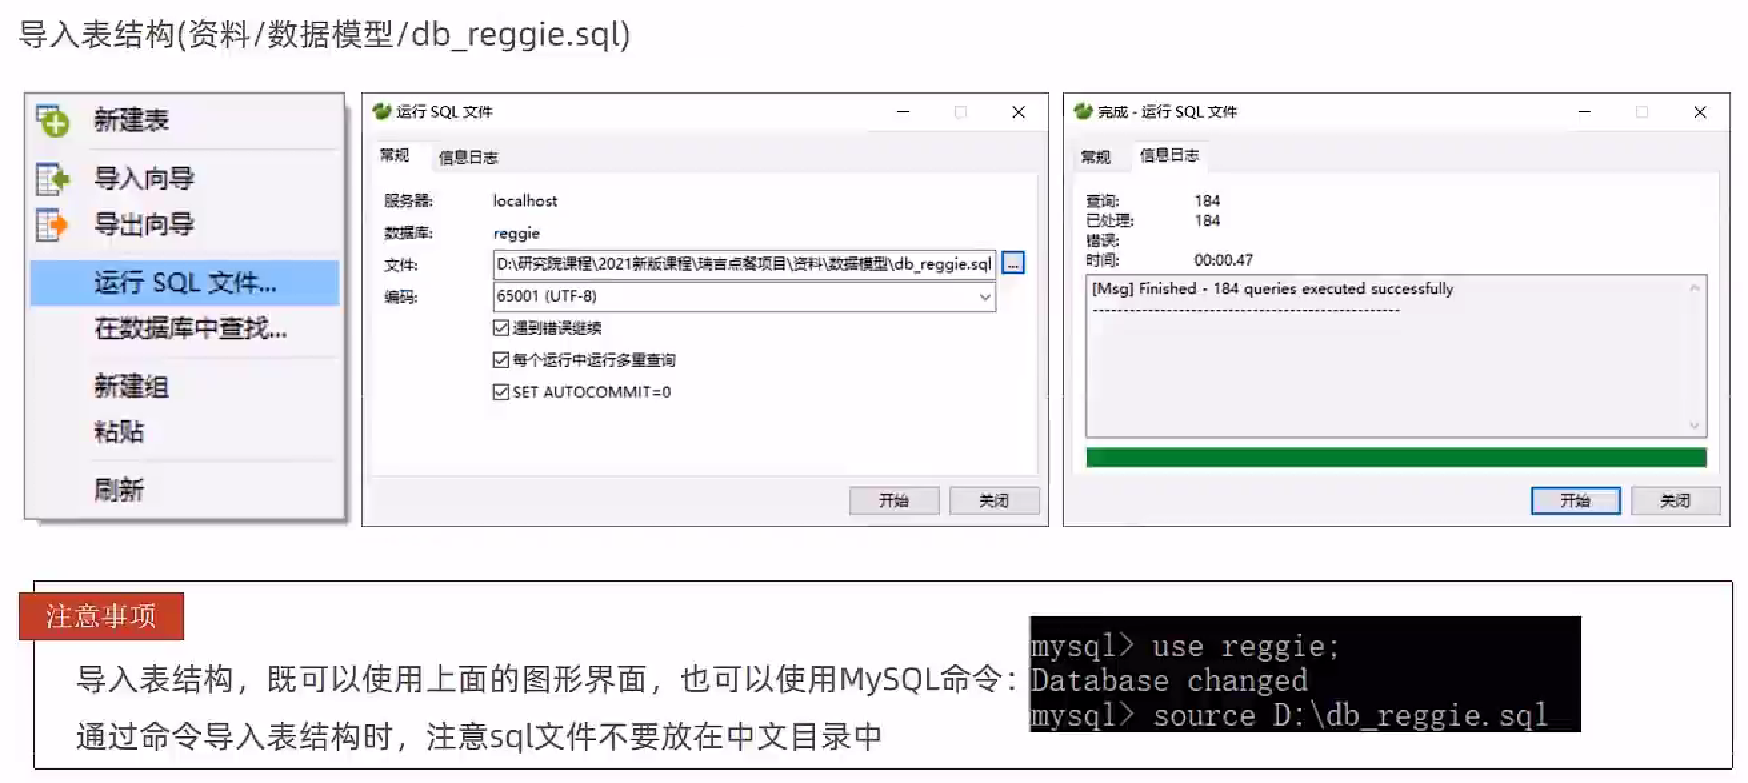 导入表结构(资料/数据模型/db_reggie.sql)
新建表
导入向导
导出向导
运行 SQL 文件...
在数据库中查找...
新建组
粘贴
刷新
运行 SQL 文件
常规 信息日志
服务器: localhost
数据库: reggie
文件: D:\研究院课程\2021新版课程\瑞吉点餐项目\资料\数据模型\db_reggie.sql ...
编码: 65001 (UTF-8)
遇到错误继续
每个运行中运行多重查询
SET AUTOCOMMIT=0
开始 关闭
完成 - 运行 SQL 文件
常规 信息日志
查询: 184
已处理: 184
错误:
时间: 00:00.47
[Msg] Finished - 184 queries executed successfully
--------------------------------------------------
开始 关闭
注意事项
导入表结构，既可以使用上面的图形界面，也可以使用MySQL命令：
通过命令导入表结构时，注意sql文件不要放在中文目录中
mysql> use reggie;
Database changed
mysql> source D:\db_reggie.sql